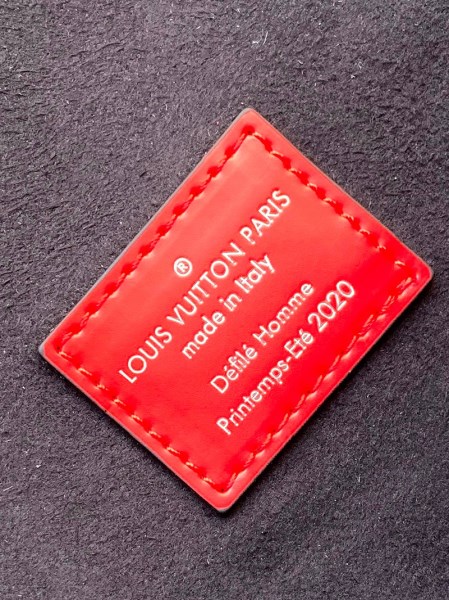 ®
LOUIS VUITTON PARIS
made in Italy
Défilé Homme
Printemps-Eté 2020